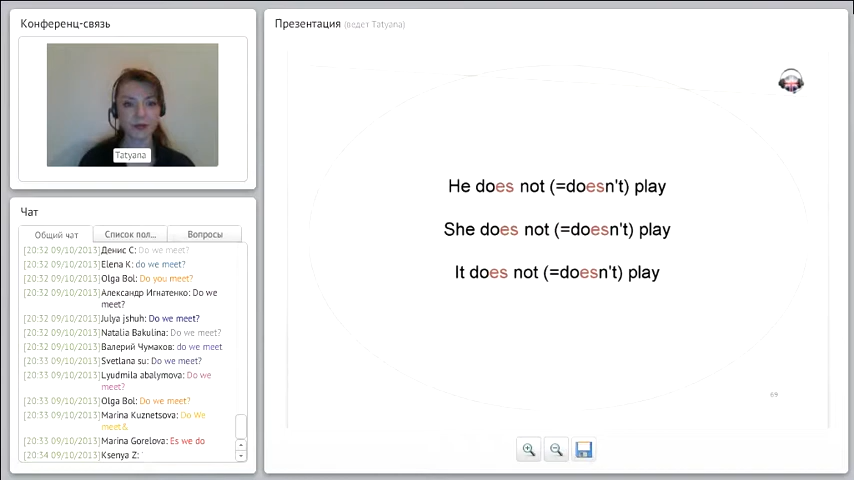 Конференц-связь
Tatyana
Чат
Общий чат
Список пол...
Вопросы
[20:32 09/10/2013]Денис С: Do we meet?
[20:32 09/10/2013]Elena K: do we meet?
[20:32 09/10/2013]Olga Bol: Do you meet?
[20:32 09/10/2013]Александр Игнатенко: Do we
meet?
[20:32 09/10/2013]Julya jshuh: Do we meet?
[20:32 09/10/2013]Natalia Bakulina: Do we meet?
[20:32 09/10/2013]Валерий Чумаков: do we meet
[20:33 09/10/2013]Svetlana su: Do we meet?
[20:33 09/10/2013]Lyudmila abalymova: Do we
meet?
[20:33 09/10/2013]Olga Bol: Do we meet?
[20:33 09/10/2013]Marina Kuznetsova: Do We
meet&
[20:33 09/10/2013]Marina Gorelova: Es we do
[20:34 09/10/2013]Ksenya Z: '
Презентация (ведет Tatyana)
He does not (=doesn't) play
She does not (=doesn't) play
It does not (=doesn't) play
69